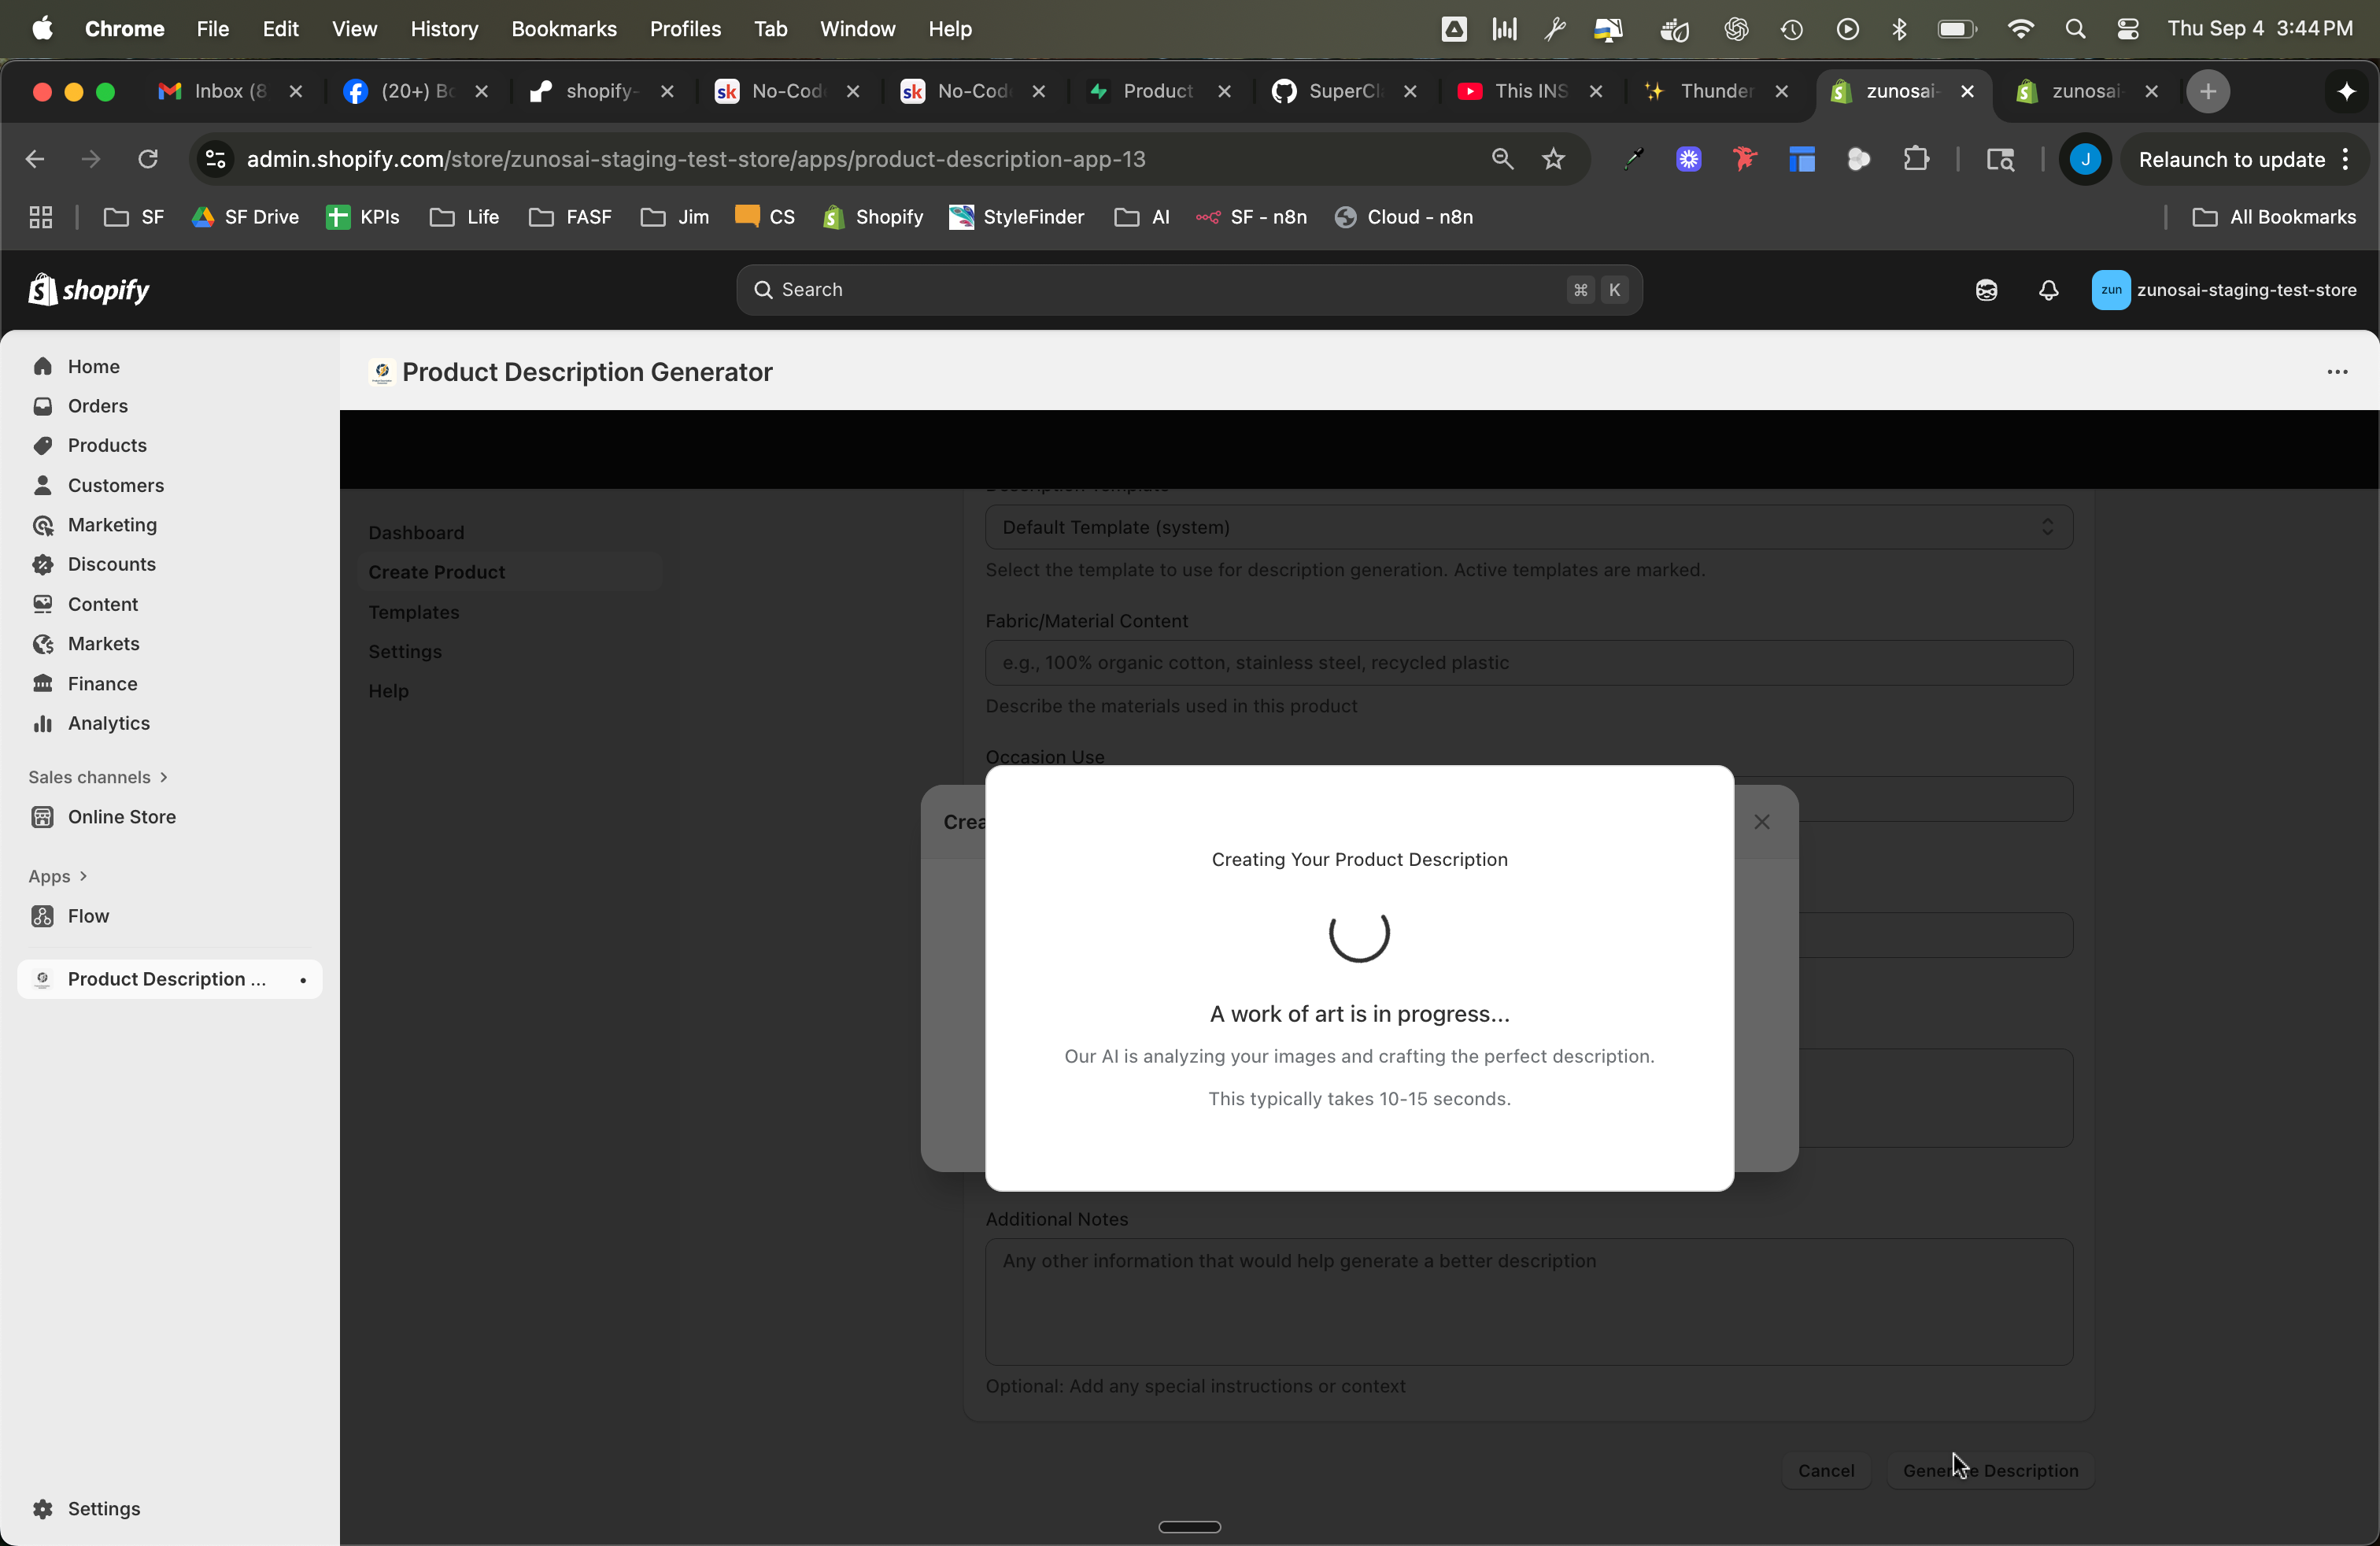 Chrome File Edit View History Bookmarks Profiles Tab Window Help Thu Sep 4 3:44 PM
Inbox (8 (20+) Bo shopify- No-Code No-Code Product SuperCl This INS Thunder zunosai- zunosai-
admin.shopify.com/store/zunosai-staging-test-store/apps/product-description-app-13 J Relaunch to update
SF SF Drive KPIs Life FASF Jim CS Shopify StyleFinder AI SF - n8n Cloud - n8n All Bookmarks
shopify Search ⌘ K zun zunosai-staging-test-store
Home
Orders
Products
Customers
Marketing
Discounts
Content
Markets
Finance
Analytics
Sales channels >
Online Store
Apps >
Flow
Product Description ...
Settings
Product Description Generator
Dashboard
Create Product
Templates
Settings
Help
Default Template (system)
Select the template to use for description generation. Active templates are marked.
Fabric/Material Content
e.g., 100% organic cotton, stainless steel, recycled plastic
Describe the materials used in this product
Occasion Use
Crea
Creating Your Product Description
A work of art is in progress...
Our AI is analyzing your images and crafting the perfect description.
This typically takes 10-15 seconds.
Additional Notes
Any other information that would help generate a better description
Optional: Add any special instructions or context
Cancel Generate Description